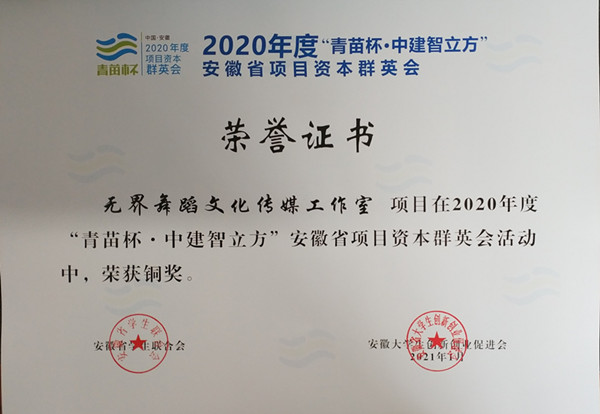 中国·安徽
2020年度
项目资本
群英会
青苗杯
2020年度“青苗杯·中建智立方”
安徽省项目资本群英会
荣誉证书
无界舞蹈文化传媒工作室 项目在2020年度
“青苗杯·中建智立方”安徽省项目资本群英会活动
中，荣获铜奖。
安徽省学生联合会
安徽大学生创新创业促进会
2021年1月